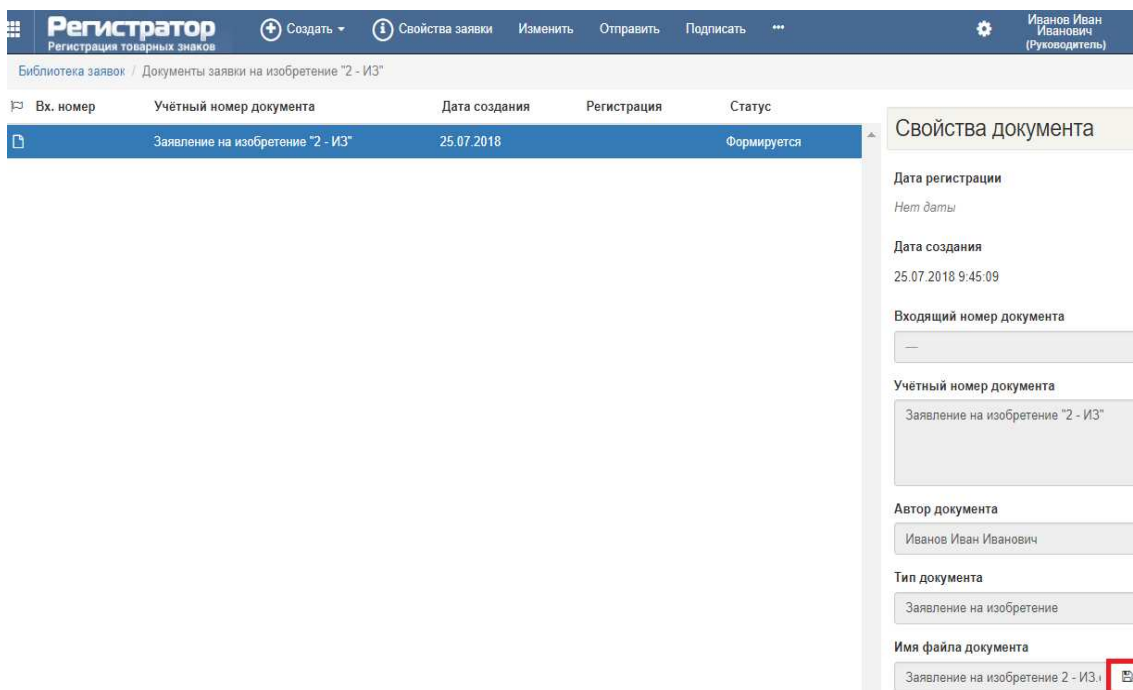 Регистратор
Регистрация товарных знаков
Создать
Свойства заявки
Изменить
Отправить
Подписать
Иванов Иван
Иванович
(Руководитель)
Библиотека заявок / Документы заявки на изобретение "2 - ИЗ"
Вх. номер Учётный номер документа Дата создания Регистрация Статус
Заявление на изобретение "2 - ИЗ" 25.07.2018 Формируется
Свойства документа
Дата регистрации
Нет даты
Дата создания
25.07.2018 9:45:09
Входящий номер документа
—
Учётный номер документа
Заявление на изобретение "2 - ИЗ"
Автор документа
Иванов Иван Иванович
Тип документа
Заявление на изобретение
Имя файла документа
Заявление на изобретение 2 - ИЗ.